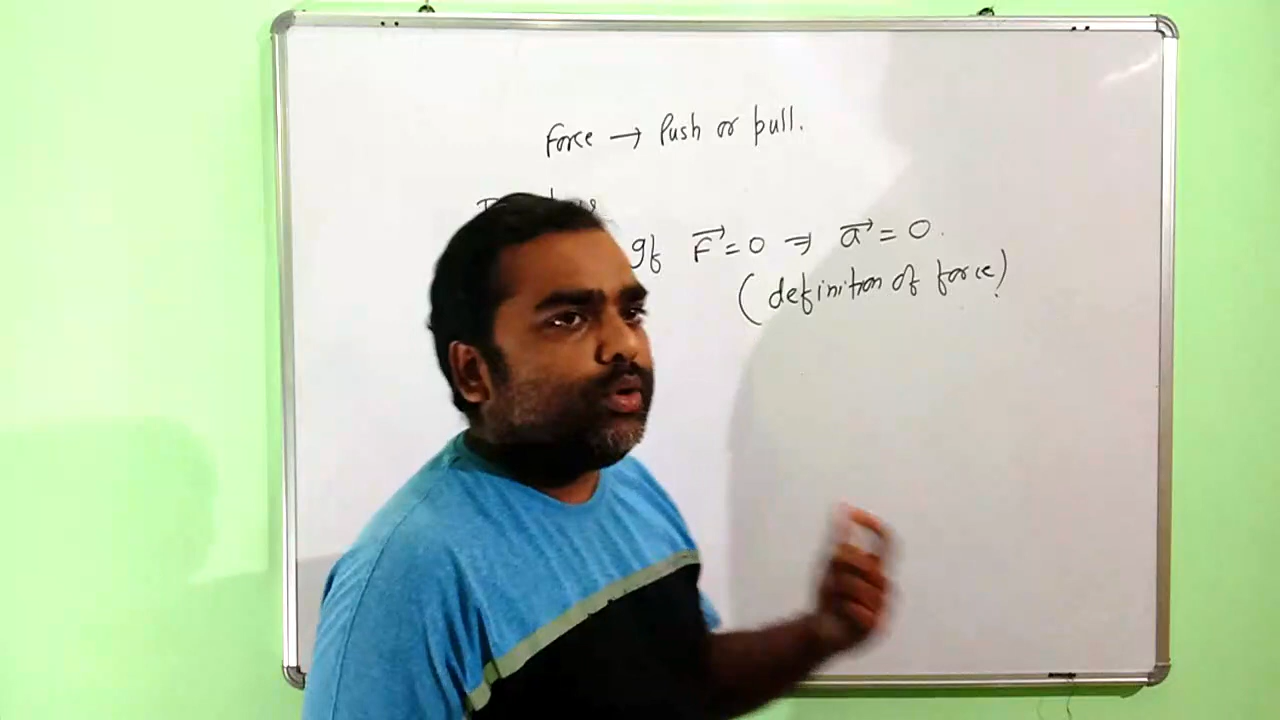 Force → Push or pull.
If F⃗ = 0 ⇒ a⃗ = 0.
(definition of force)